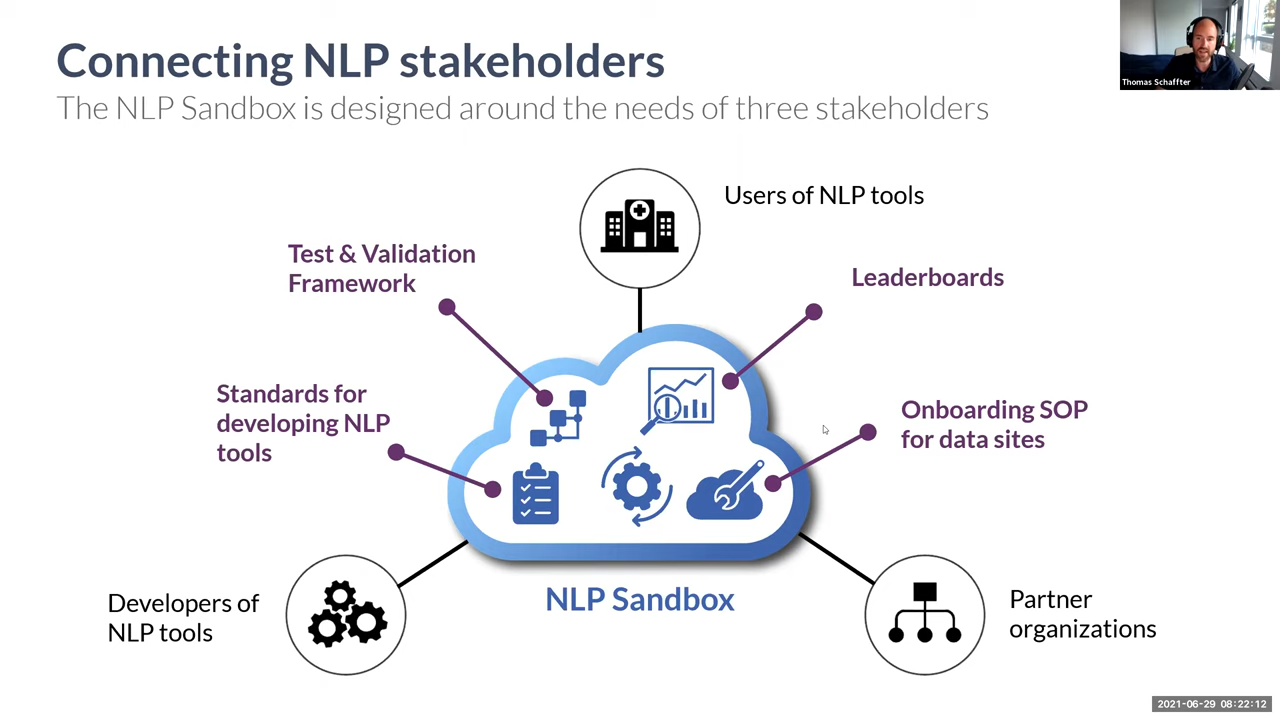 Connecting NLP stakeholders
The NLP Sandbox is designed around the needs of three stakeholders
Thomas Schaffter
Users of NLP tools
Test & Validation
Framework
Leaderboards
Standards for
developing NLP
tools
Onboarding SOP
for data sites
NLP Sandbox
Developers of
NLP tools
Partner
organizations
2021-06-29 08:22:12